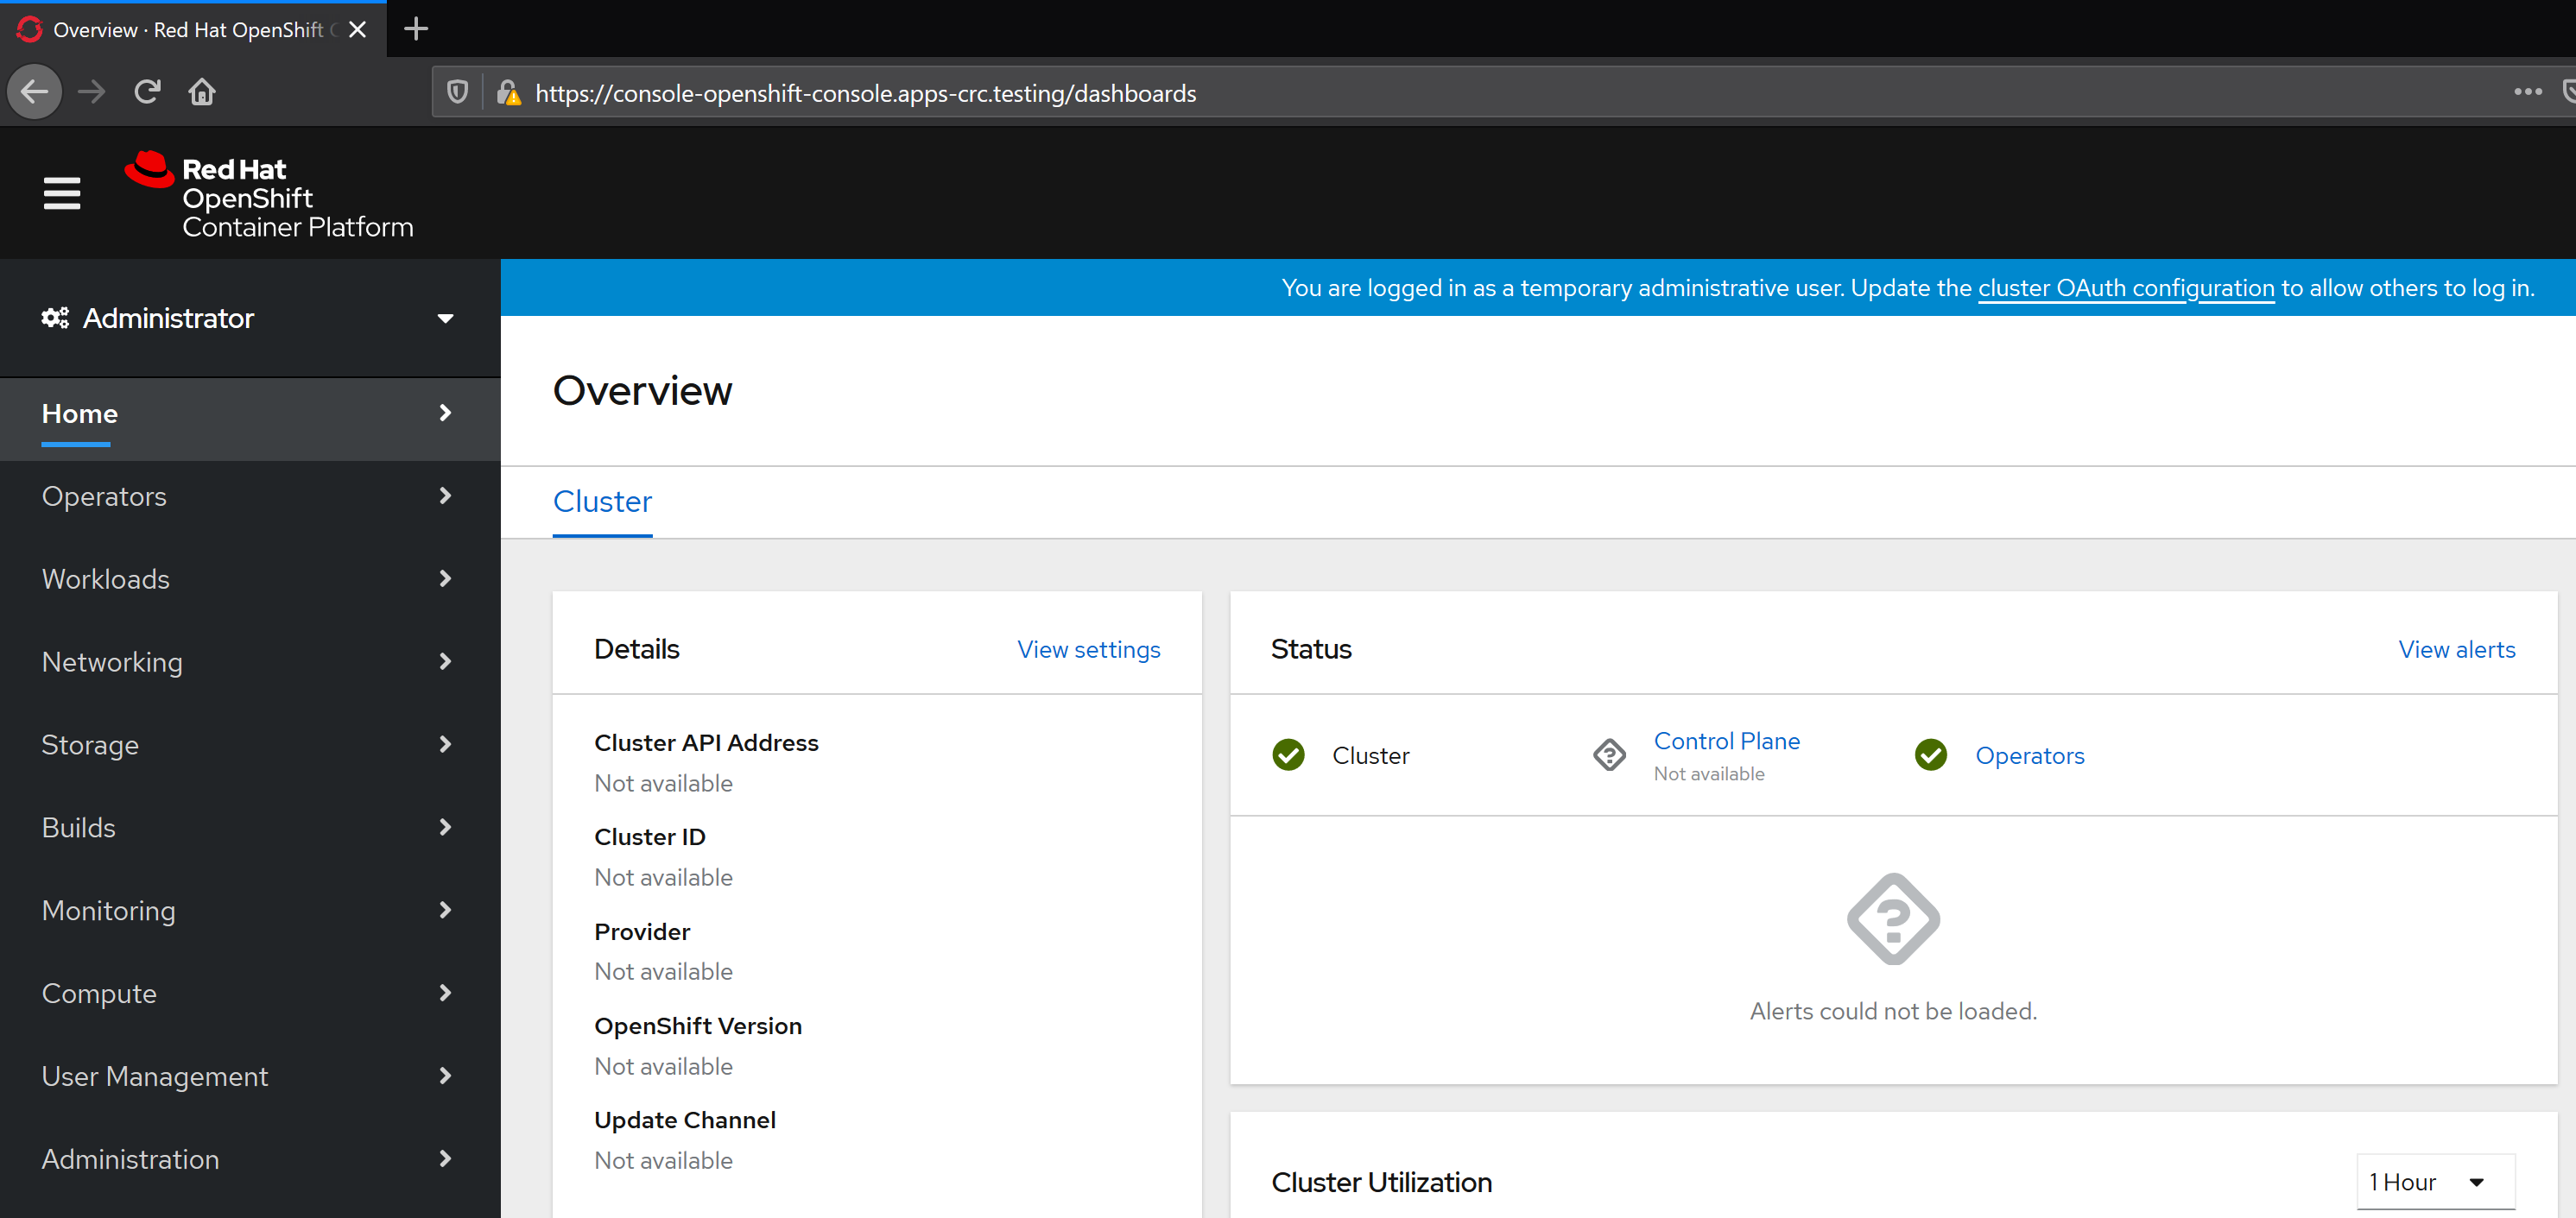 Overview · Red Hat OpenShift
https://console-openshift-console.apps-crc.testing/dashboards
Red Hat
OpenShift
Container Platform
You are logged in as a temporary administrative user. Update the cluster OAuth configuration to allow others to log in.
Administrator
Home
Operators
Workloads
Networking
Storage
Builds
Monitoring
Compute
User Management
Administration
Overview
Cluster
Details
View settings
Cluster API Address
Not available
Cluster ID
Not available
Provider
Not available
OpenShift Version
Not available
Update Channel
Not available
Status
View alerts
Cluster
Control Plane
Not available
Operators
Alerts could not be loaded.
Cluster Utilization
1 Hour